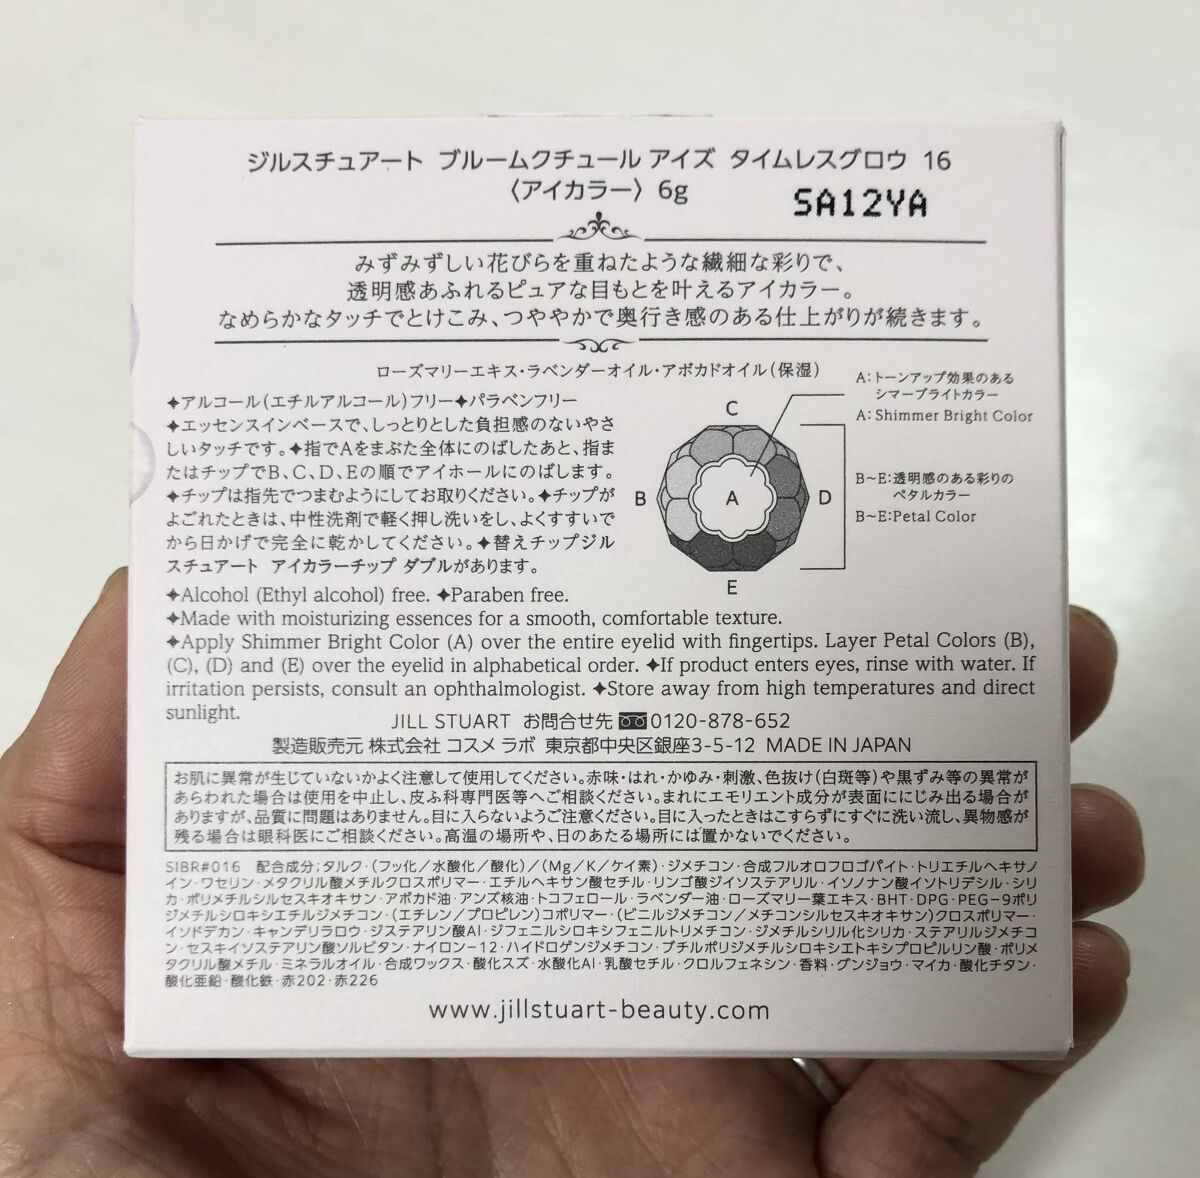 ジルスチュアート ブルームクチュール アイズ タイムレスグロウ 16
〈アイカラー〉 6g
SA12YA
みずみずしい花びらを重ねたような繊細な彩りで、
透明感あふれるピュアな目もとを叶えるアイカラー。
なめらかなタッチでとけこみ、つややかで奥行き感のある仕上がりが続きます。
ローズマリーエキス・ラベンダーオイル・アボカドオイル(保湿)
✦アルコール(エチルアルコール)フリー✦パラベンフリー
✦エッセンスインベースで、しっとりとした負担感のないやさ
しいタッチです。✦指でAをまぶた全体にのばしたあと、指ま
たはチップでB、C、D、Eの順でアイホールにのばします。
✦チップは指先でつまむようにしてお取りください。✦チップが
よごれたときは、中性洗剤で軽く押し洗いをし、よくすすいで
から日かげで完全に乾かしてください。✦替えチップジル
スチュアート アイカラーチップ ダブルがあります。
C
B
A
D
E
A:トーンアップ効果のある
シマーブライトカラー
A: Shimmer Bright Color
B~E:透明感のある彩りの
ペタルカラー
B~E:Petal Color
✦Alcohol (Ethyl alcohol) free. ✦Paraben free.
✦Made with moisturizing essences for a smooth, comfortable texture.
✦Apply Shimmer Bright Color (A) over the entire eyelid with fingertips. Layer Petal Colors (B),
(C), (D) and (E) over the eyelid in alphabetical order. ✦If product enters eyes, rinse with water. If
irritation persists, consult an ophthalmologist. ✦Store away from high temperatures and direct
sunlight.
JILL STUART お問合せ先 0120-878-652
製造販売元 株式会社 コスメ ラボ 東京都中央区銀座3-5-12 MADE IN JAPAN
お肌に異常が生じていないかよく注意して使用してください。赤味・はれ・かゆみ・刺激、色抜け(白斑等)や黒ずみ等の異常が
あらわれた場合は使用を中止し、皮ふ科専門医等へご相談ください。まれにエモリエント成分が表面ににじみ出る場合が
ありますが、品質に問題はありません。目に入らないようご注意ください。目に入ったときはこすらずにすぐに洗い流し、異物感が
残る場合は眼科医にご相談ください。高温の場所や、日のあたる場所には置かないでください。
SIBR#016 配合成分;タルク・(フッ化/水酸化/酸化)/(Mg/K/ケイ素)・ジメチコン・合成フルオロフロゴパイト・トリエチルヘキサノ
イン・ワセリン・メタクリル酸メチルクロスポリマー・エチルヘキサン酸セチル・リンゴ酸ジイソステアリル・イソノナン酸イソトリデシル・シリ
カ・ポリメチルシルセスキオキサン・アボカド油・アンズ核油・トコフェロール・ラベンダー油・ローズマリー葉エキス・BHT・DPG・PEG-9ポリ
ジメチルシロキシエチルジメチコン・(エチレン/プロピレン)コポリマー・(ビニルジメチコン/メチコンシルセスキオキサン)クロスポリマー・
イソドデカン・キャンデリラロウ・ジステアリン酸Al・ジフェニルシロキシフェニルトリメチコン・ジメチルシリル化シリカ・ステアリルジメチコ
ン・セスキイソステアリン酸ソルビタン・ナイロン-12・ハイドロゲンジメチコン・ブチルポリジメチルシロキシエトキシプロピルリン酸・ポリメ
タクリル酸メチル・ミネラルオイル・合成ワックス・酸化スズ・水酸化Al・乳酸セチル・クロルフェネシン・香料・グンジョウ・マイカ・酸化チタン・
酸化亜鉛・酸化鉄・赤202・赤226
www.jillstuart-beauty.com